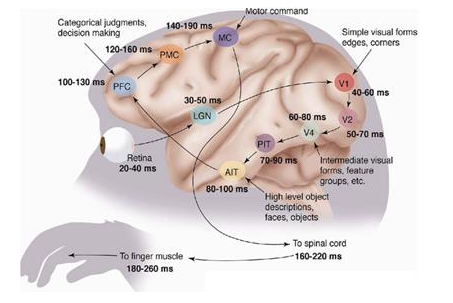 Motor command
Categorical judgments,
decision making
140-190 ms
MC
Simple visual forms
edges, corners
120-160 ms
PMC
100-130 ms
PFC
V1
40-60 ms
30-50 ms
LGN
60-80 ms
V2
V4
50-70 ms
PIT
70-90 ms
Retina
20-40 ms
AIT
80-100 ms
Intermediate visual
forms, feature
groups, etc.
High level object
descriptions,
faces, objects
To spinal cord
160-220 ms
To finger muscle
180-260 ms